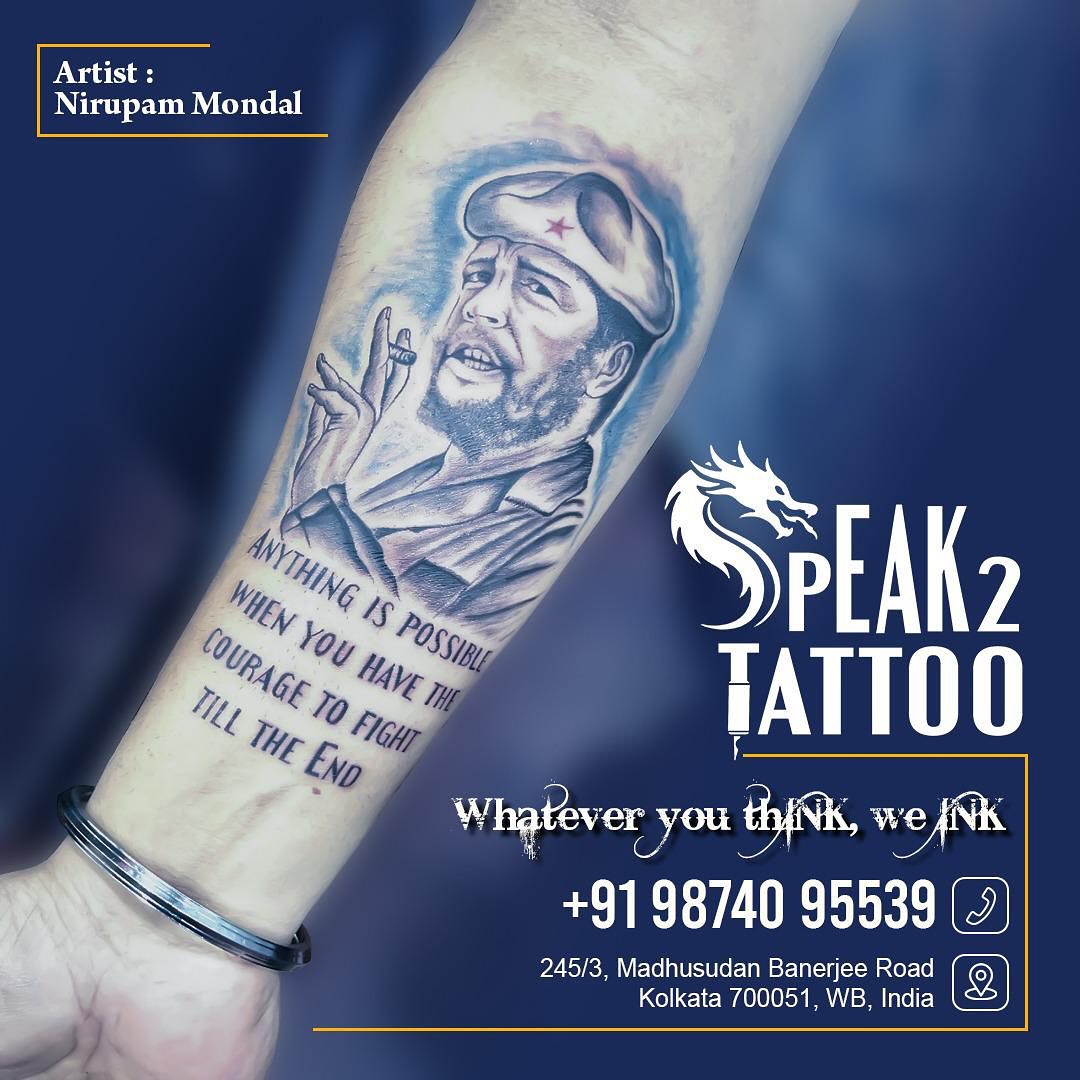 Artist :
Nirupam Mondal
ANYTHING IS POSSIBLE
WHEN YOU HAVE THE
COURAGE TO FIGHT
TILL THE END
SPEAK2
TATTOO
Whatever you thINK, we INK
+91 98740 95539
245/3, Madhusudan Banerjee Road
Kolkata 700051, WB, India